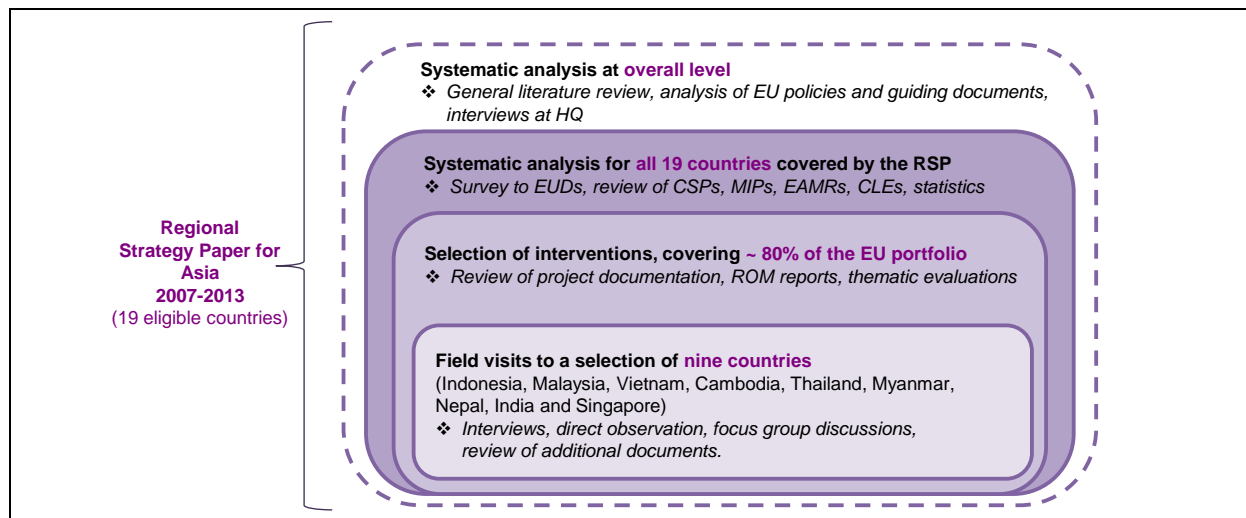 Regional
Strategy Paper for
Asia
2007-2013
(19 eligible countries)
Systematic analysis at overall level
❖ General literature review, analysis of EU policies and guiding documents,
interviews at HQ
Systematic analysis for all 19 countries covered by the RSP
❖ Survey to EUDs, review of CSPs, MIPs, EAMRs, CLEs, statistics
Selection of interventions, covering ~ 80% of the EU portfolio
❖ Review of project documentation, ROM reports, thematic evaluations
Field visits to a selection of nine countries
(Indonesia, Malaysia, Vietnam, Cambodia, Thailand, Myanmar,
Nepal, India and Singapore)
❖ Interviews, direct observation, focus group discussions,
review of additional documents.